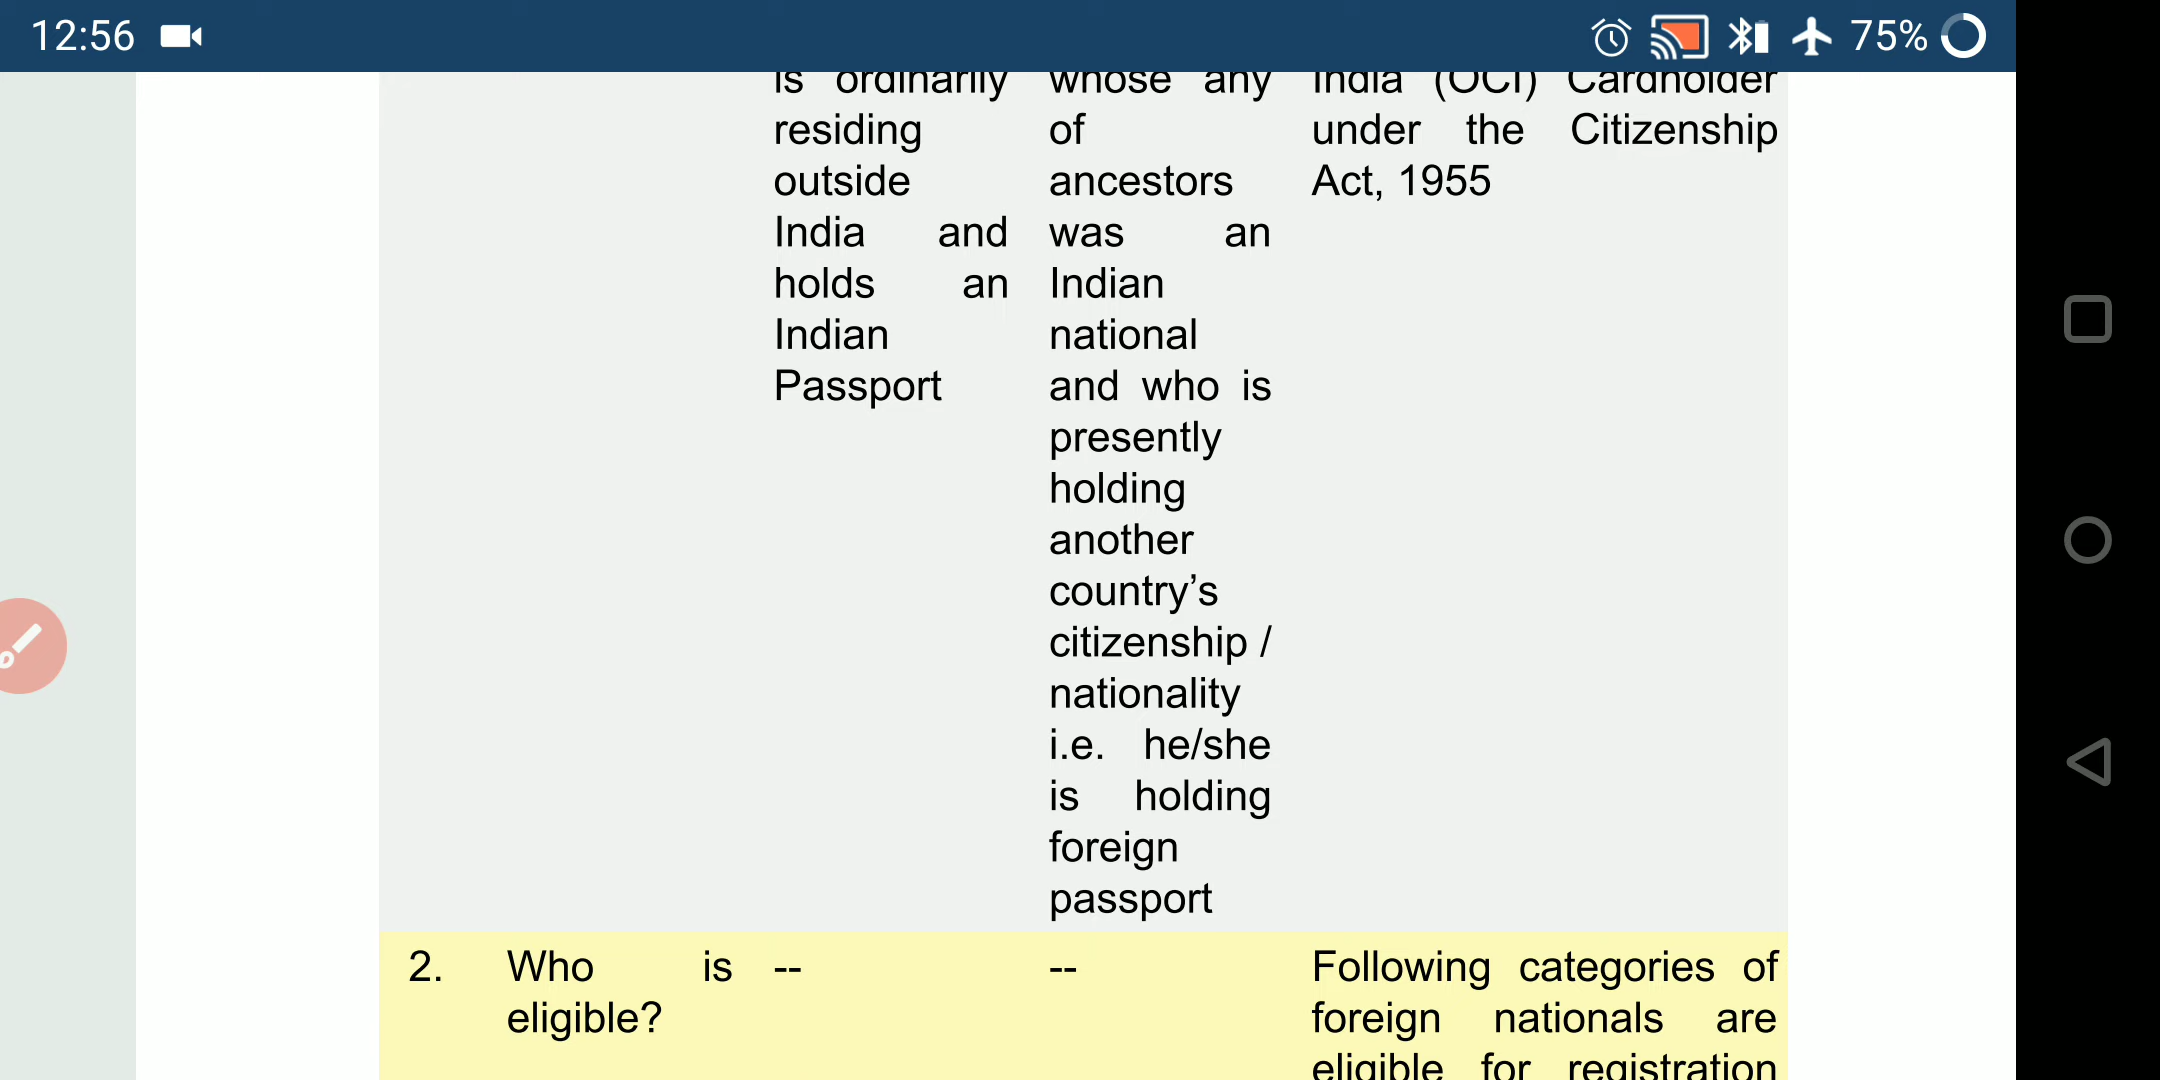 12:56
75%
is ordinarily
residing
outside
India and
holds an
Indian
Passport
whose any
of
ancestors
was an
Indian
national
and who is
presently
holding
another
country’s
citizenship /
nationality
i.e. he/she
is holding
foreign
passport
India (OCI) Cardholder
under the Citizenship
Act, 1955
2.
Who is
eligible?
--
--
Following categories of
foreign nationals are
eligible for registration